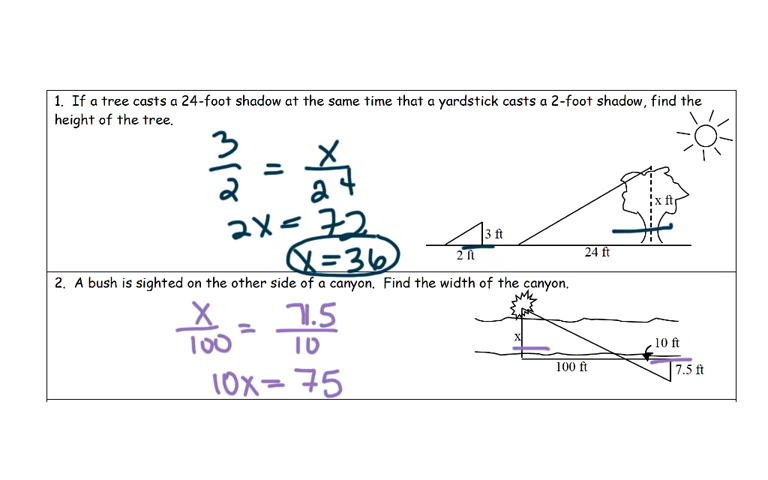 1. If a tree casts a 24-foot shadow at the same time that a yardstick casts a 2-foot shadow, find the
height of the tree.
3/2 = x/24
2x = 72
x = 36
x ft
3 ft
2 ft
24 ft
2. A bush is sighted on the other side of a canyon. Find the width of the canyon.
x/100 = 7.5/10
10x = 75
x
10 ft
100 ft
7.5 ft